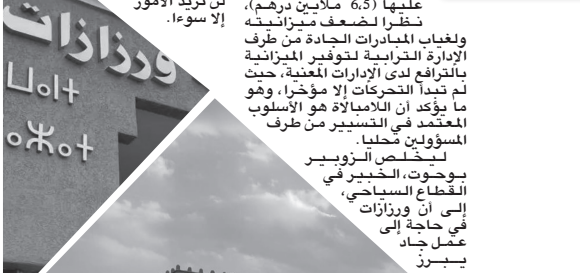 عليها (6،5 ملايين درهم)،
نظرا لضعف ميزانيته
ولغياب المبادرات الجادة من طرف
الإدارة الترابية لتوفير الميزانية
بالترافع لدى الإدارات المعنية، حيث
لم تبدأ التحركات إلا مؤخرا، وهو
ما يؤكد أن اللامبالاة هو الأسلوب
المعتمد في التسيير من طرف
المسؤولين محليا.
ليخلص الزوبير
بوحوت، الخبير في
القطاع السياحي،
إلى أن ورزازات
في حاجة إلى
عمل جاد
يبرز
لن تزيد الأمور
إلا سوءا.
ورزازات